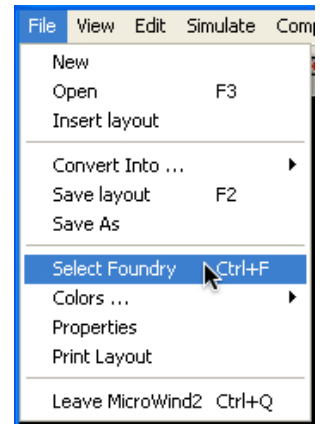 File View Edit Simulate Comp
New
Open F3
Insert layout
Convert Into ...
Save layout F2
Save As
Select Foundry Ctrl+F
Colors ...
Properties
Print Layout
Leave MicroWind2 Ctrl+Q